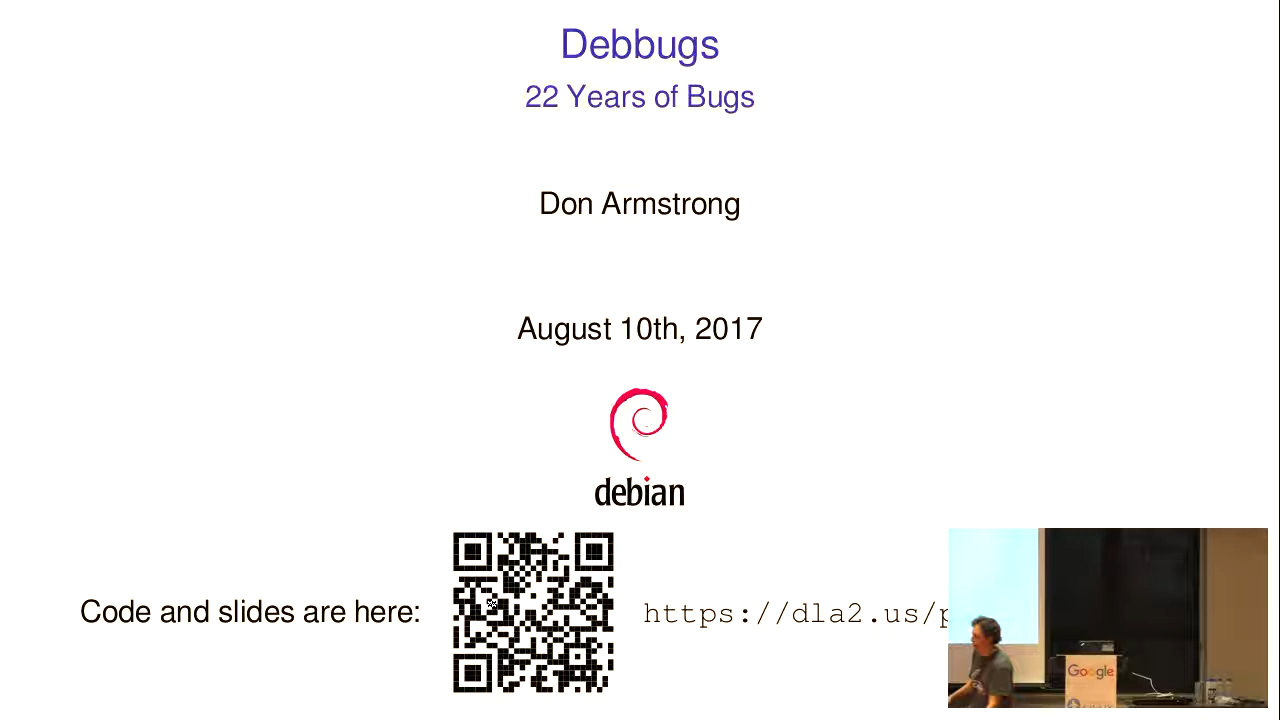 Debbugs
22 Years of Bugs
Don Armstrong
August 10th, 2017
debian
Code and slides are here:
https://dla2.us/p
Google